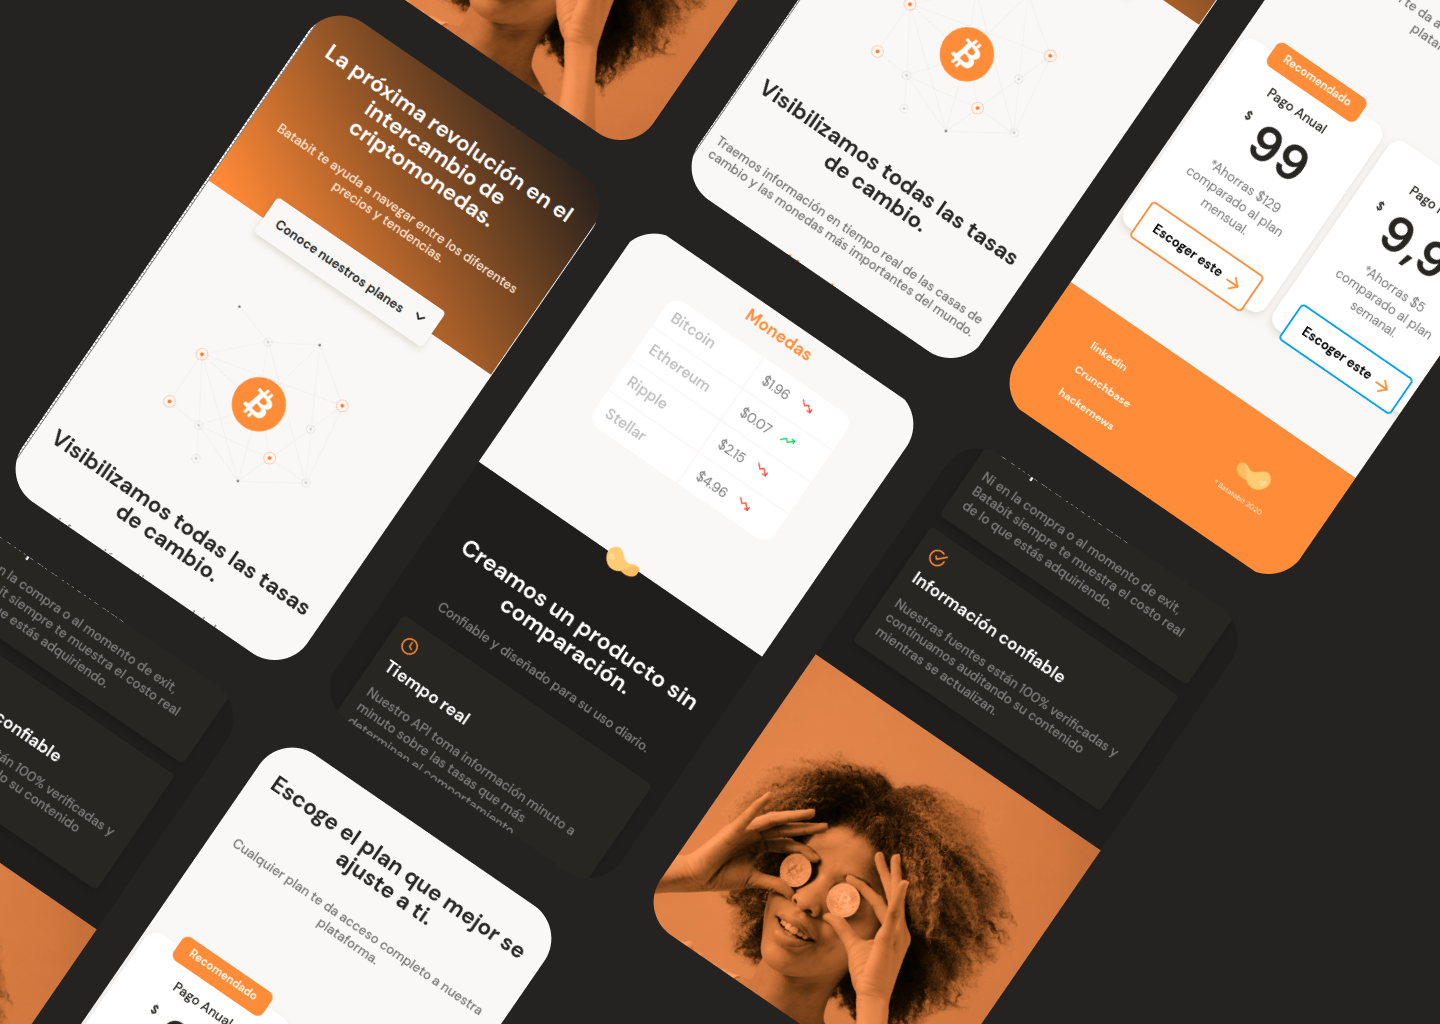 La próxima revolución en el
intercambio de
criptomonedas.
Batabit te ayuda a navegar entre los diferentes
precios y tendencias.
Conoce nuestros planes
Visibilizamos todas las tasas
de cambio.
Visibilizamos todas las tasas
de cambio.
Traemos información en tiempo real de las casas de
cambio y las monedas más importantes del mundo.
Recomendado
Pago Anual
$ 99
*Ahorras $129
comparado al plan
mensual.
Escoger este
Pago
$ 9,9
*Ahorras $5
comparado al plan
semanal.
Escoger este
linkedin
Crunchbase
hackernews
Batatabit 2020
Monedas
Bitcoin $1.96
Ethereum $0.07
Ripple $2.15
Stellar $4.96
Creamos un producto sin
comparación.
Confiable y diseñado para su uso diario.
Tiempo real
Nuestro API toma información minuto a
minuto sobre las tasas que más
determinan el comportamiento
Ni en la compra o al momento de exit,
Batabit siempre te muestra el costo real
de lo que estás adquiriendo.
Información confiable
Nuestras fuentes están 100% verificadas y
continuamos auditando su contenido
mientras se actualizan.
n la compra o al momento de exit,
it siempre te muestra el costo real
ue estás adquiriendo.
confiable
tán 100% verificadas y
do su contenido
Escoge el plan que mejor se
ajuste a ti.
Cualquier plan te da acceso completo a nuestra
plataforma.
Recomendado
Pago Anual
$